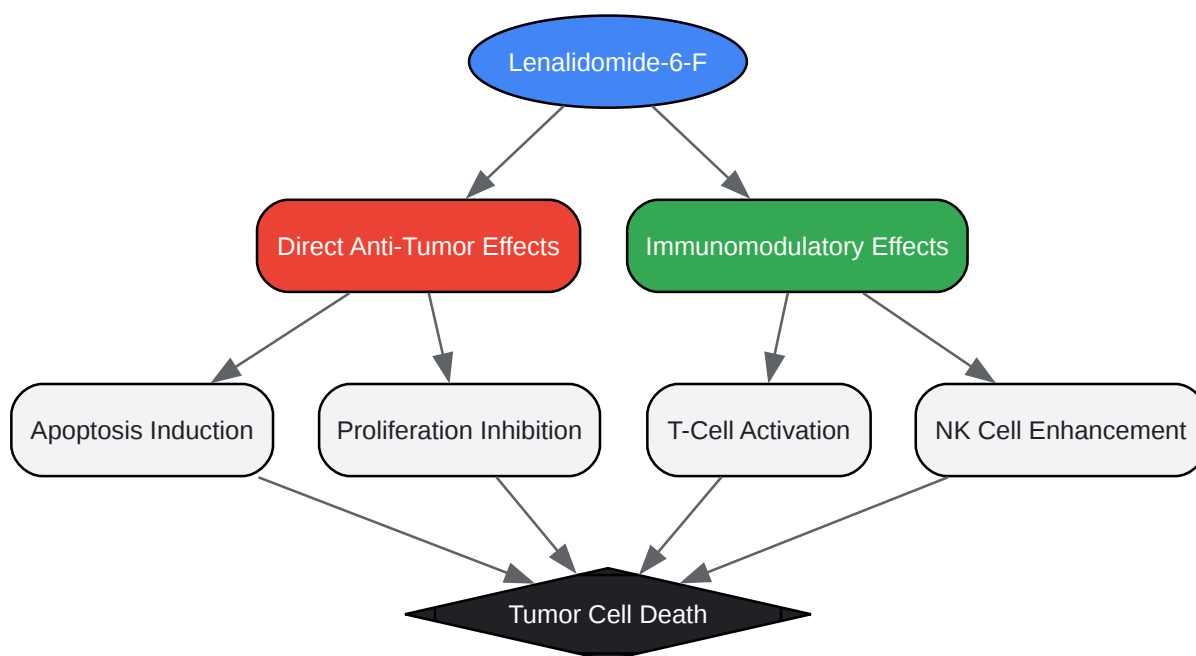 Lenalidomide-6-F
Direct Anti-Tumor Effects
Immunomodulatory Effects
Apoptosis Induction
Proliferation Inhibition
T-Cell Activation
NK Cell Enhancement
Tumor Cell Death